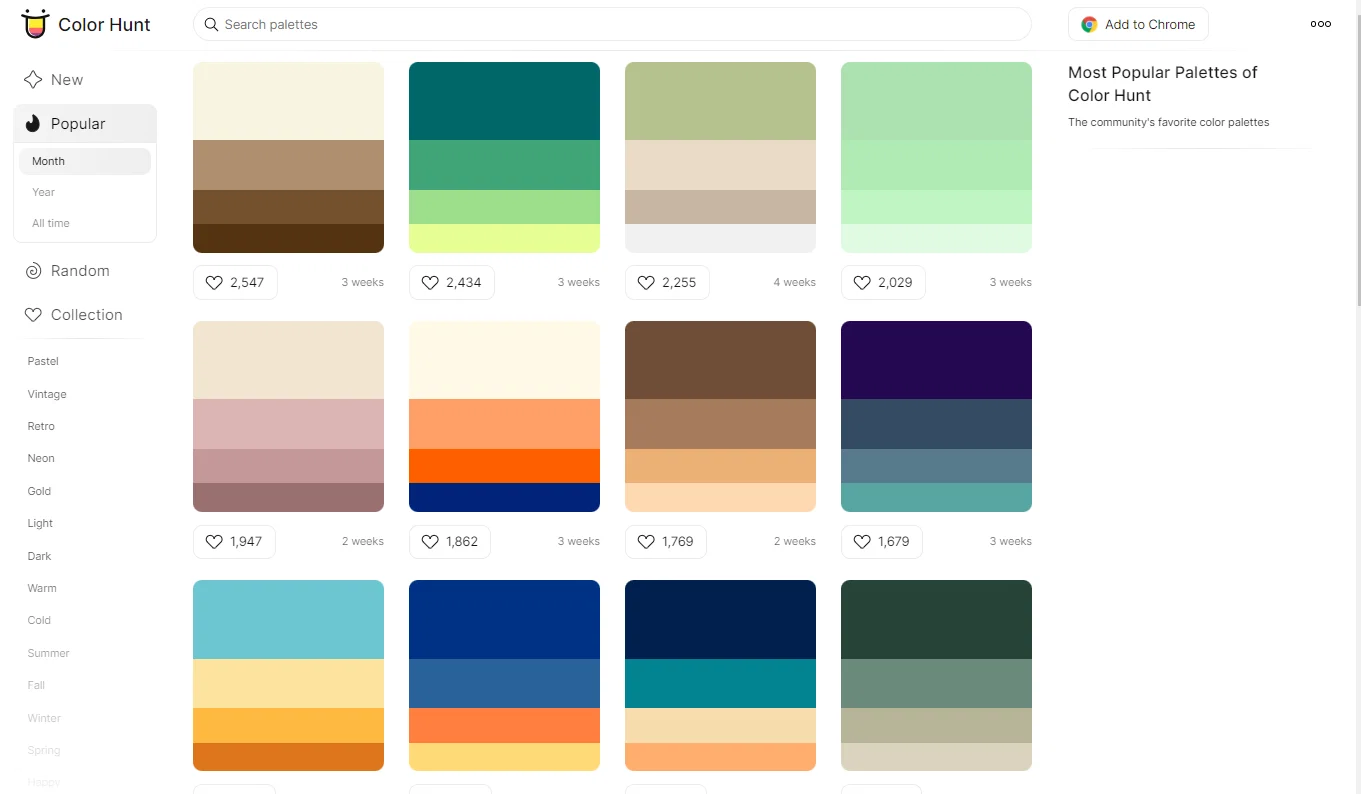 Color Hunt
Search palettes
Add to Chrome
New
Popular
Month
Year
All time
Random
Collection
Pastel
Vintage
Retro
Neon
Gold
Light
Dark
Warm
Cold
Summer
Fall
Winter
Spring
Happy
2,547
3 weeks
2,434
3 weeks
2,255
4 weeks
2,029
3 weeks
1,947
2 weeks
1,862
3 weeks
1,769
2 weeks
1,679
3 weeks
Most Popular Palettes of
Color Hunt
The community's favorite color palettes